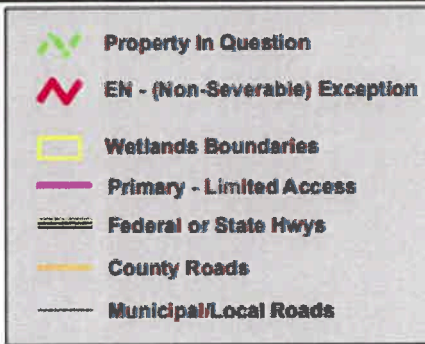 Property In Question
EN - (Non-Severable) Exception
Wetlands Boundaries
Primary - Limited Access
Federal or State Hwys
County Roads
Municipal/Local Roads